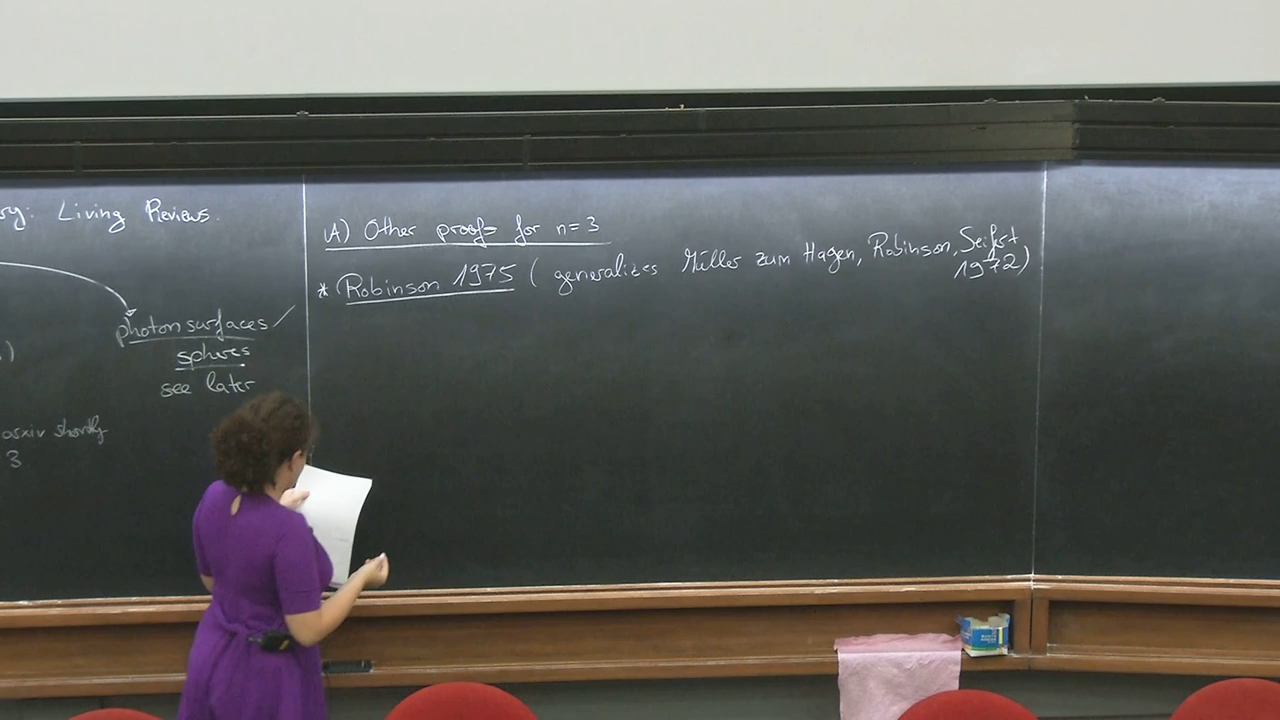 ry: Living Reviews.
photon surfaces /
spheres
see later
)
arxiv shortly
3
A) Other proofs for n=3
* Robinson 1975 ( generalizes Müller zum Hagen, Robinson, Seifert
1972)